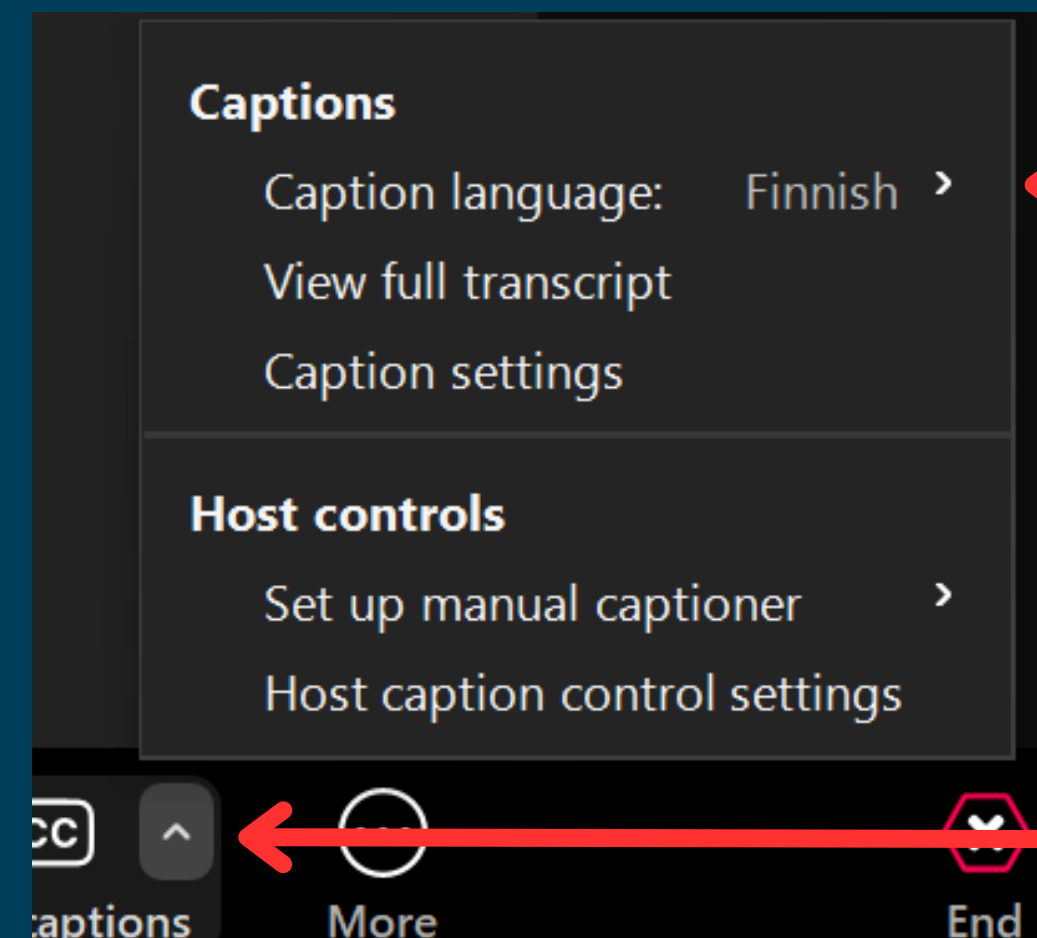 Captions
Caption language: Finnish >
View full transcript
Caption settings
Host controls
Set up manual captioner >
Host caption control settings
CC
captions More End